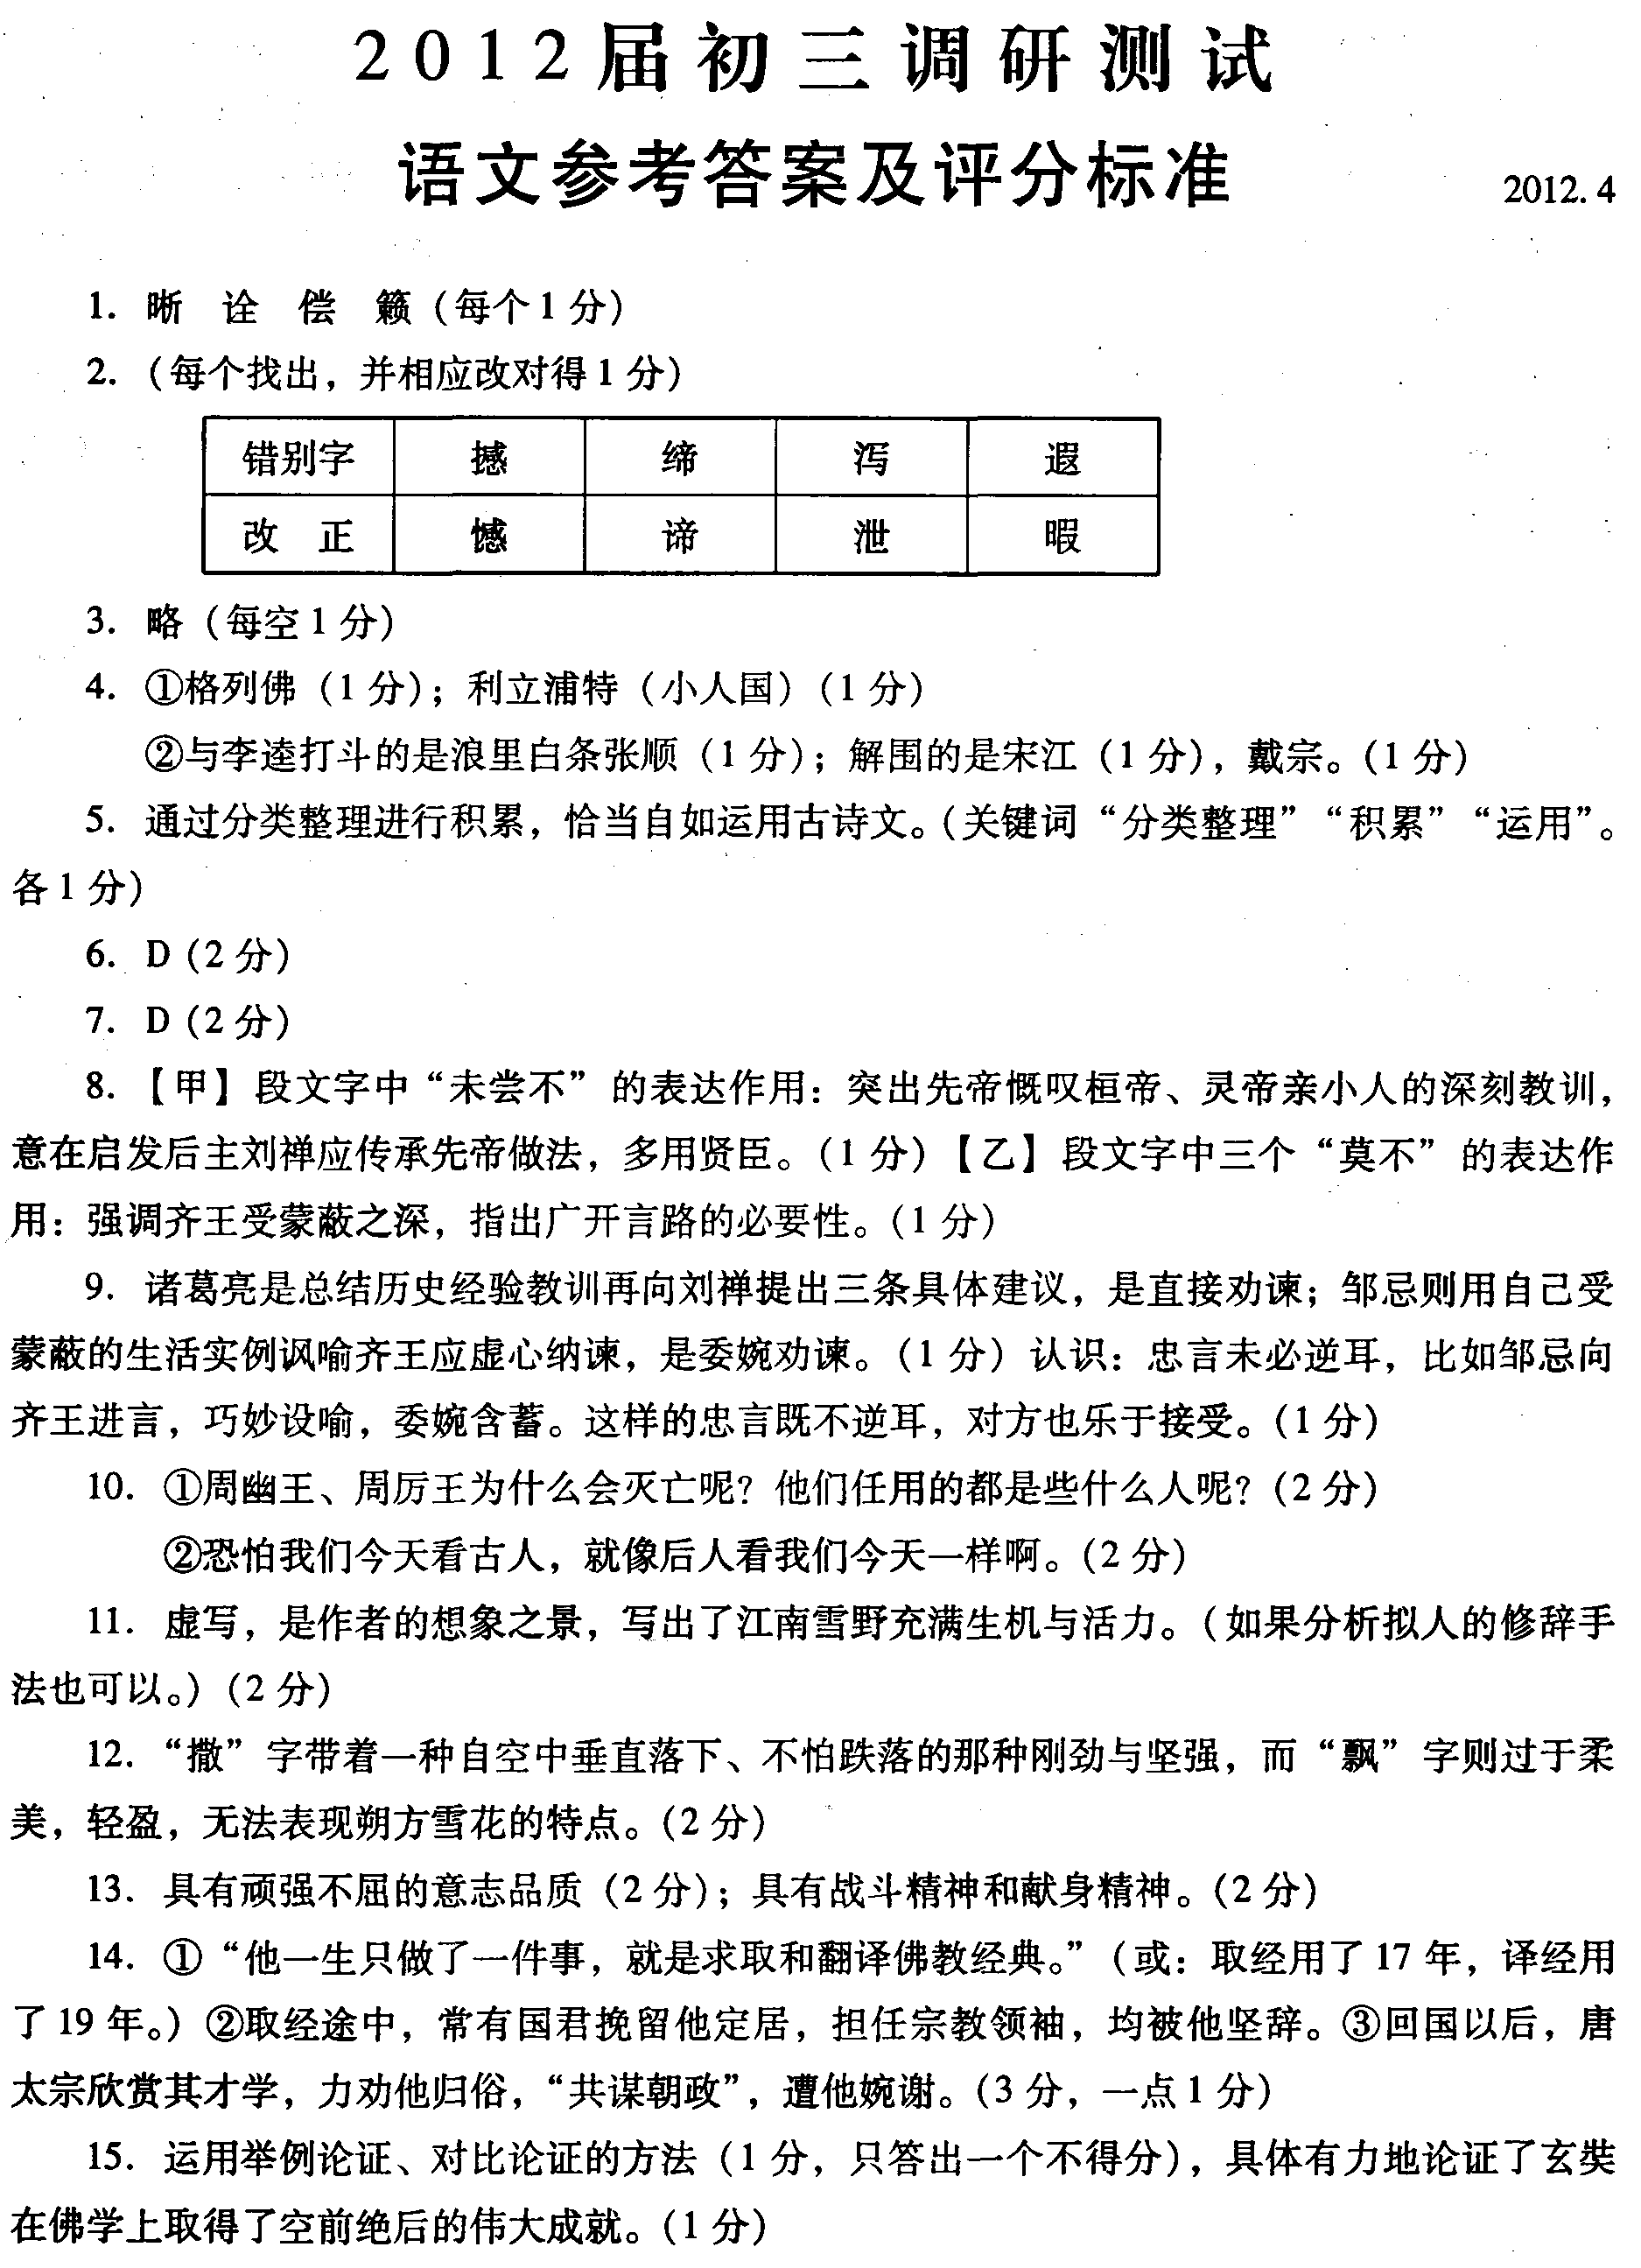 2012届初三调研测试
语文参考答案及评分标准 2012.4
1. 晰 诠 偿 籁（每个1分）
2.（每个找出，并相应改对得1分）
错别字 撼 缔 泻 遐
改 正 憾 谛 泄 暇
3. 略（每空1分）
4. ①格列佛（1分）；利立浦特（小人国）（1分）
②与李逵打斗的是浪里白条张顺（1分）；解围的是宋江（1分），戴宗。（1分）
5. 通过分类整理进行积累，恰当自如运用古诗文。（关键词“分类整理”“积累”“运用”。
各1分）
6. D（2分）
7. D（2分）
8.【甲】段文字中“未尝不”的表达作用：突出先帝慨叹桓帝、灵帝亲小人的深刻教训，
意在启发后主刘禅应传承先帝做法，多用贤臣。（1分）【乙】段文字中三个“莫不”的表达作
用：强调齐王受蒙蔽之深，指出广开言路的必要性。（1分）
9. 诸葛亮是总结历史经验教训再向刘禅提出三条具体建议，是直接劝谏；邹忌则用自己受
蒙蔽的生活实例讽喻齐王应虚心纳谏，是委婉劝谏。（1分）认识：忠言未必逆耳，比如邹忌向
齐王进言，巧妙设喻，委婉含蓄。这样的忠言既不逆耳，对方也乐于接受。（1分）
10. ①周幽王、周厉王为什么会灭亡呢？他们任用的都是些什么人呢？（2分）
②恐怕我们今天看古人，就像后人看我们今天一样啊。（2分）
11. 虚写，是作者的想象之景，写出了江南雪野充满生机与活力。（如果分析拟人的修辞手
法也可以。）（2分）
12. “撒”字带着一种自空中垂直落下、不怕跌落的那种刚劲与坚强，而“飘”字则过于柔
美，轻盈，无法表现朔方雪花的特点。（2分）
13. 具有顽强不屈的意志品质（2分）；具有战斗精神和献身精神。（2分）
14. ①“他一生只做了一件事，就是求取和翻译佛教经典。”（或：取经用了17年，译经用
了19年。）②取经途中，常有国君挽留他定居，担任宗教领袖，均被他坚辞。③回国以后，唐
太宗欣赏其才学，力劝他归俗，“共谋朝政”，遭他婉谢。（3分，一点1分）
15. 运用举例论证、对比论证的方法（1分，只答出一个不得分），具体有力地论证了玄奘
在佛学上取得了空前绝后的伟大成就。（1分）